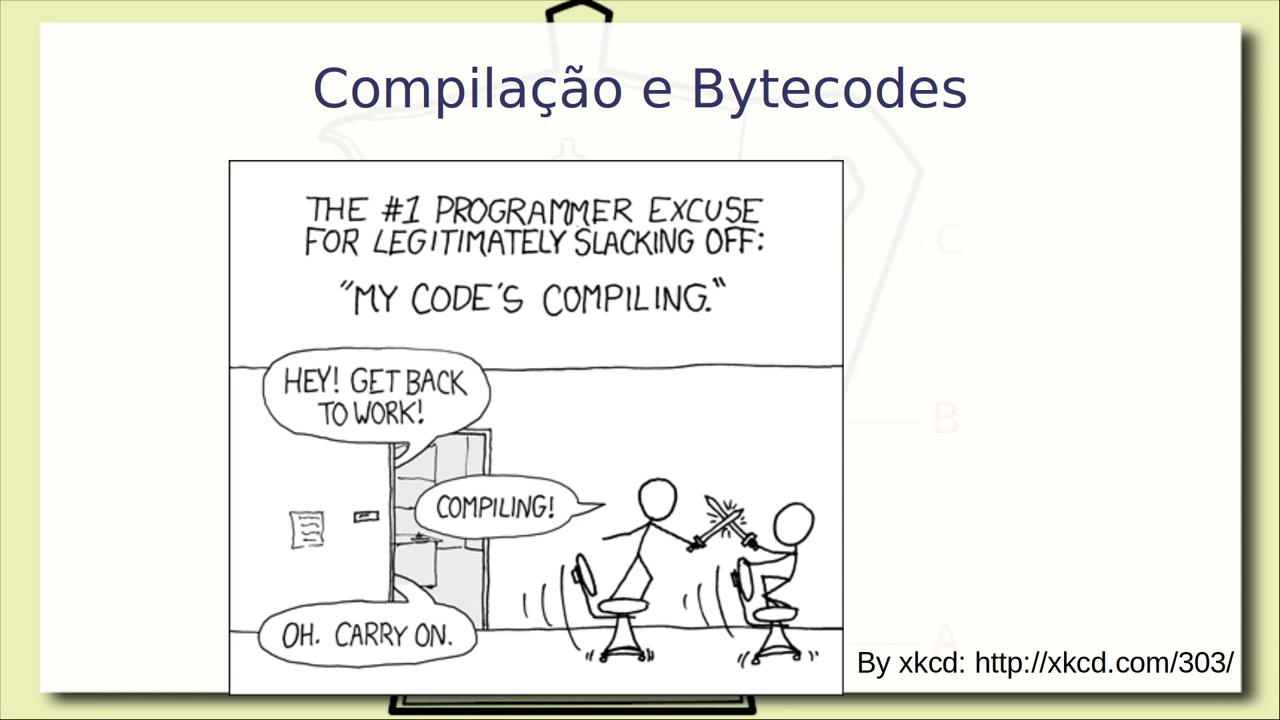 Compilação e Bytecodes
THE #1 PROGRAMMER EXCUSE
FOR LEGITIMATELY SLACKING OFF:
"MY CODE'S COMPILING."
HEY! GET BACK
TO WORK!
COMPILING!
OH. CARRY ON.
C
B
A
By xkcd: http://xkcd.com/303/